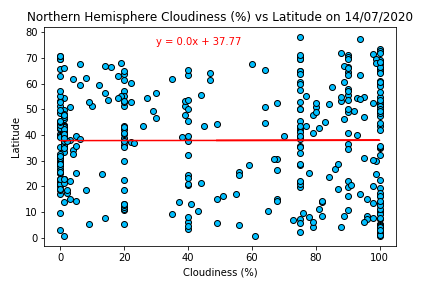 Northern Hemisphere Cloudiness (%) vs Latitude on 14/07/2020
y = 0.0x + 37.77
80
70
60
50
40
30
20
10
0
Latitude
0 20 40 60 80 100
Cloudiness (%)